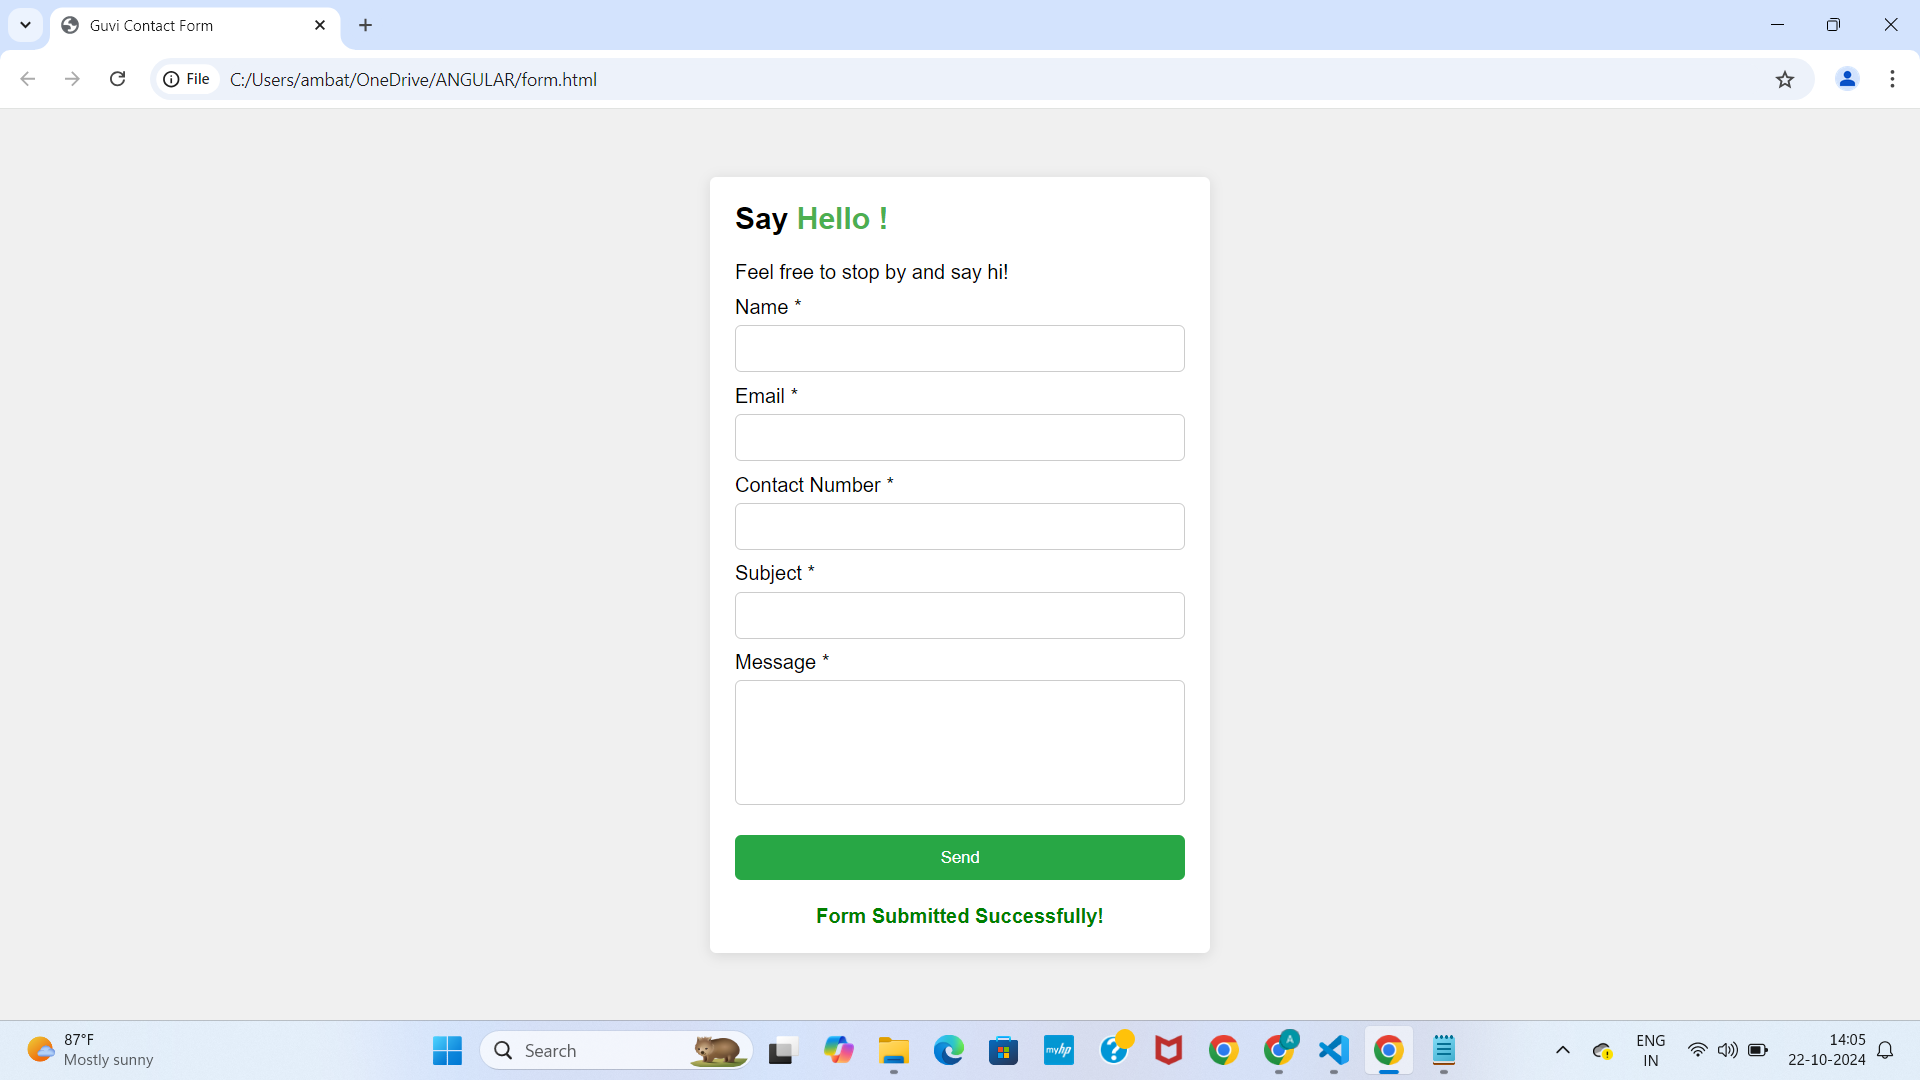 Guvi Contact Form
File
C:/Users/ambat/OneDrive/ANGULAR/form.html
Say Hello !
Feel free to stop by and say hi!
Name *
Email *
Contact Number *
Subject *
Message *
Send
Form Submitted Successfully!
87°F
Mostly sunny
Search
myhp
?
A
ENG
IN
14:05
22-10-2024